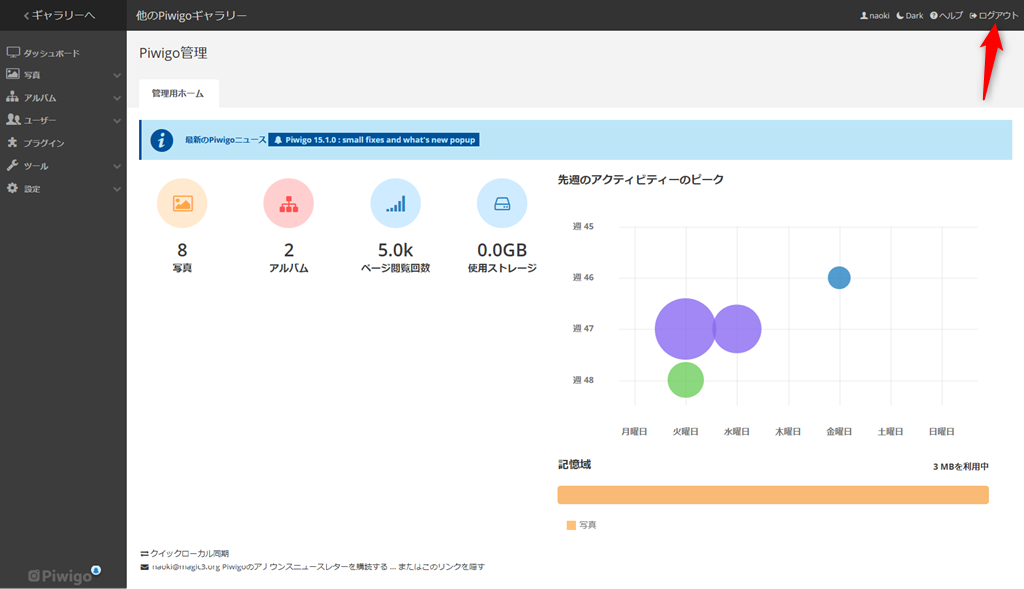 ギャラリーへ
他のPiwigoギャラリー
naoki Dark ヘルプ ログアウト
ダッシュボード
写真
アルバム
ユーザー
プラグイン
ツール
設定
Piwigo
Piwigo管理
管理用ホーム
最新のPiwigoニュース Piwigo 15.1.0 : small fixes and what's new popup
8
写真
2
アルバム
5.0k
ページ閲覧回数
0.0GB
使用ストレージ
先週のアクティビティーのピーク
週 45
週 46
週 47
週 48
月曜日 火曜日 水曜日 木曜日 金曜日 土曜日 日曜日
記憶域
3 MBを利用中
写真
クイックローカル同期
naoki@magic3.org Piwigoのアナウンスニュースレターを購読する ... またはこのリンクを隠す